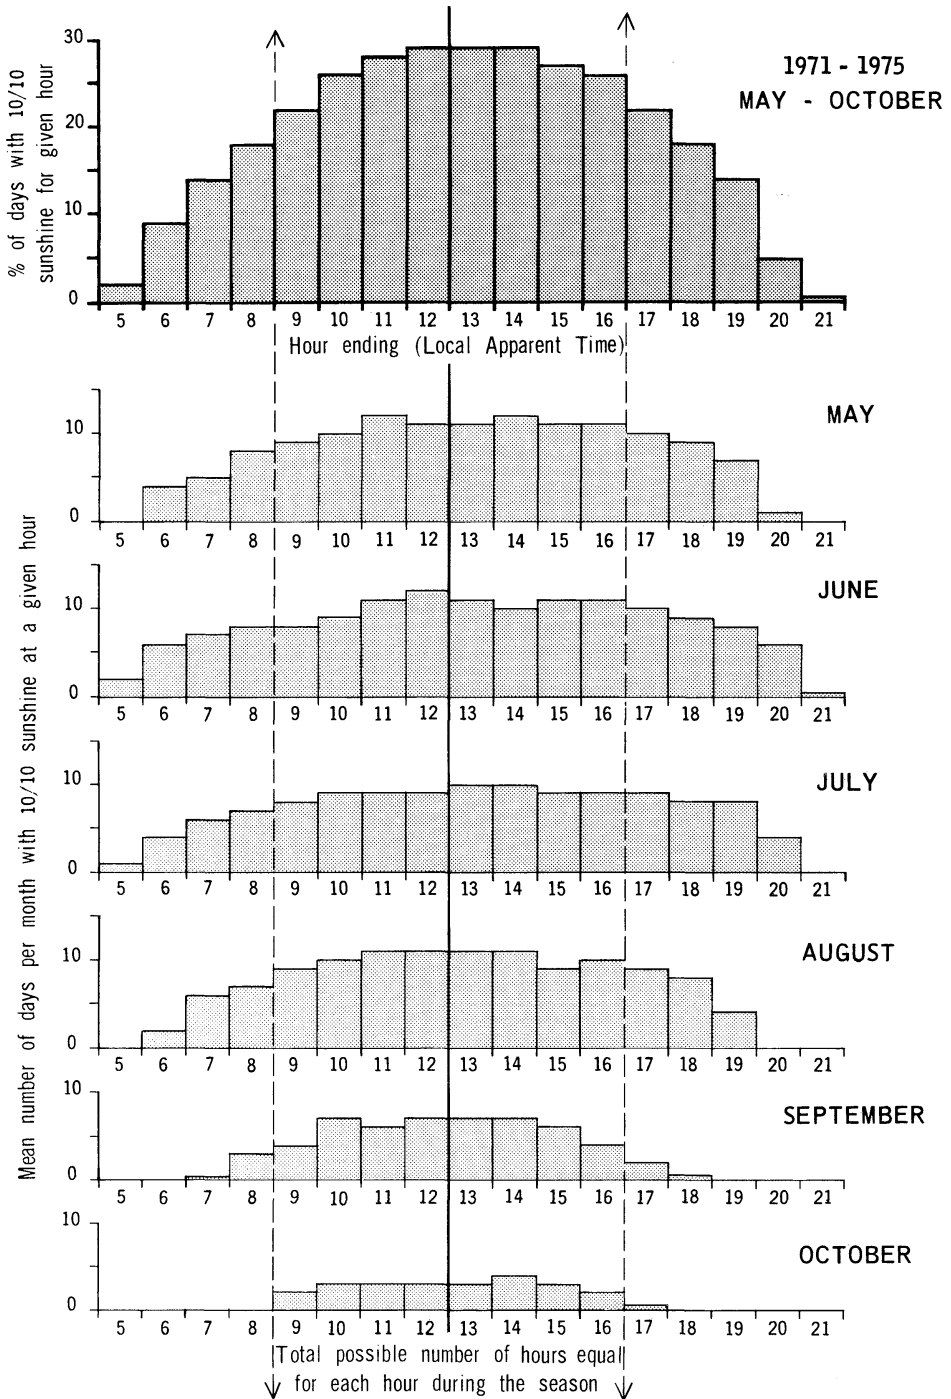 % of days with 10/10
sunshine for given hour
30
20
10
0
1971 - 1975
MAY - OCTOBER
5 6 7 8 9 10 11 12 13 14 15 16 17 18 19 20 21
Hour ending (Local Apparent Time)
Mean number of days per month with 10/10 sunshine at a given hour
10
0
MAY
5 6 7 8 9 10 11 12 13 14 15 16 17 18 19 20 21
10
0
JUNE
5 6 7 8 9 10 11 12 13 14 15 16 17 18 19 20 21
10
0
JULY
5 6 7 8 9 10 11 12 13 14 15 16 17 18 19 20 21
10
0
AUGUST
5 6 7 8 9 10 11 12 13 14 15 16 17 18 19 20 21
10
0
SEPTEMBER
5 6 7 8 9 10 11 12 13 14 15 16 17 18 19 20 21
10
0
OCTOBER
5 6 7 8 9 10 11 12 13 14 15 16 17 18 19 20 21
Total possible number of hours equal
for each hour during the season